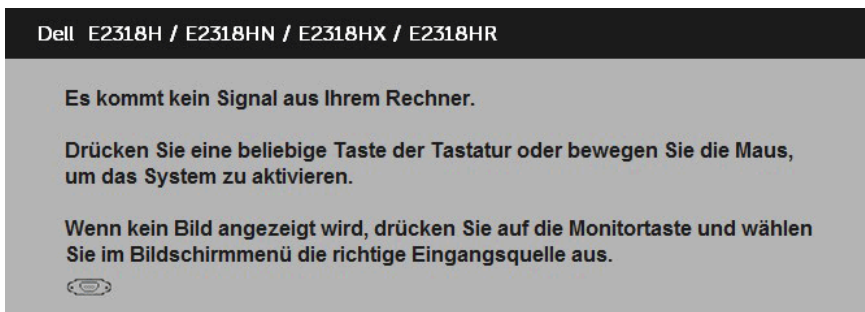 Dell E2318H / E2318HN / E2318HX / E2318HR
Es kommt kein Signal aus Ihrem Rechner.
Drücken Sie eine beliebige Taste der Tastatur oder bewegen Sie die Maus,
um das System zu aktivieren.
Wenn kein Bild angezeigt wird, drücken Sie auf die Monitortaste und wählen
Sie im Bildschirmmenü die richtige Eingangsquelle aus.